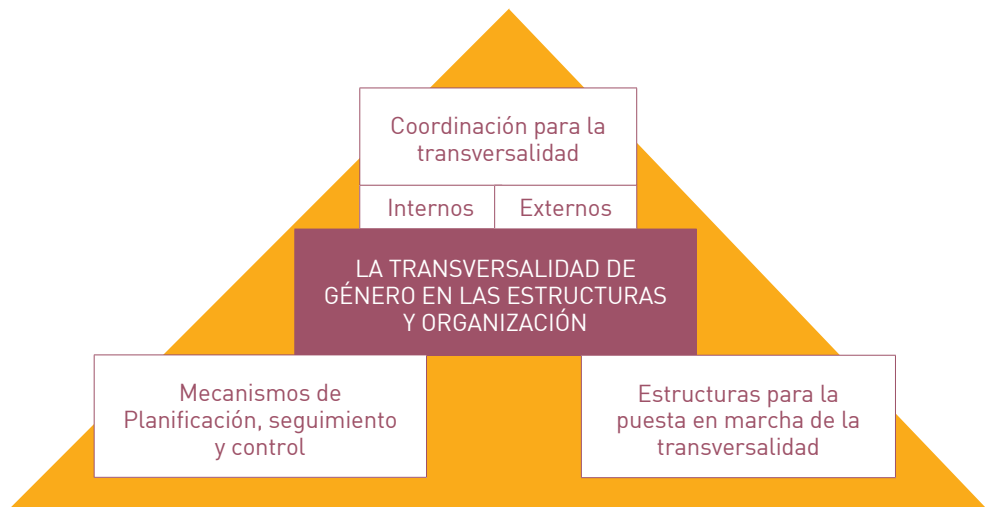 Coordinación para la
transversalidad
Internos
Externos
LA TRANSVERSALIDAD DE
GÉNERO EN LAS ESTRUCTURAS
Y ORGANIZACIÓN
Mecanismos de
Planificación, seguimiento
y control
Estructuras para la
puesta en marcha de la
transversalidad